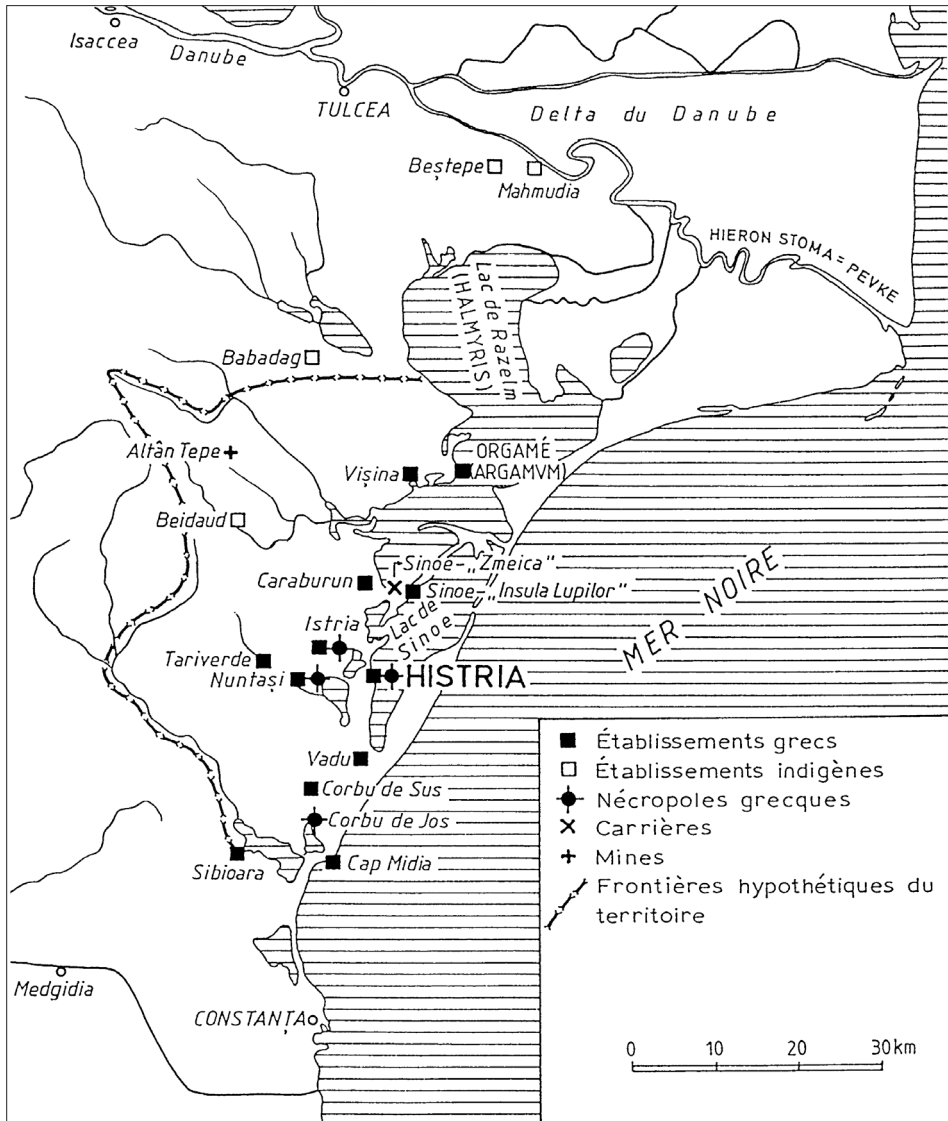 Isaccea
Danube
TULCEA
Delta du Danube
Beştepe
Mahmudia
HIERON STOMA = PEVKE
Lac de Razelm
(HALMYRIS)
Babadag
Altân Tepe
ORGAMÉ
(ARGAMVM)
Vişina
Beidaud
Sinoe-„Zmeica"
Caraburun
Sinoe-„Insula Lupilor"
Lac de
Sinoe
MER NOIRE
Istria
Tariverde
Nuntaşi
HISTRIA
Vadu
Corbu de Sus
Corbu de Jos
Sibioara
Cap Midia
Medgidia
CONSTANŢA
Établissements grecs
Établissements indigènes
Nécropoles grecques
Carrières
Mines
Frontières hypothétiques du
territoire
0 10 20 30 km